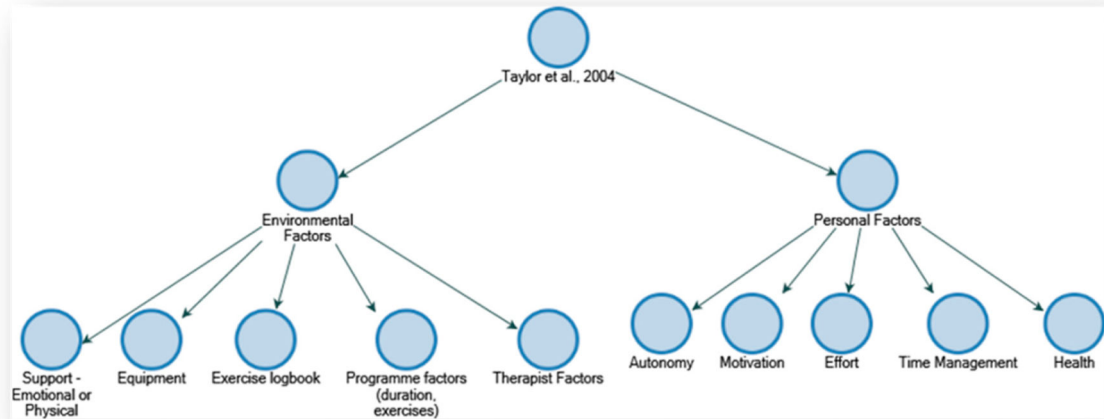 Taylor et al., 2004
Environmental
Factors
Personal Factors
Support -
Emotional or
Physical
Equipment
Exercise logbook
Programme factors
(duration,
exercises)
Therapist Factors
Autonomy
Motivation
Effort
Time Management
Health